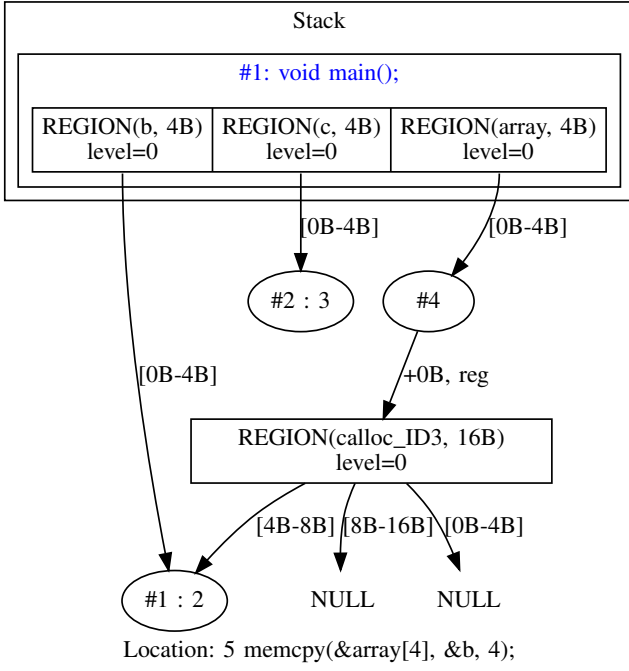 Stack
#1: void main();
REGION(b, 4B)
level=0
REGION(c, 4B)
level=0
REGION(array, 4B)
level=0
[0B-4B]
[0B-4B]
#2 : 3
#4
[0B-4B]
+0B, reg
REGION(calloc_ID3, 16B)
level=0
[4B-8B]
[8B-16B]
[0B-4B]
#1 : 2
NULL
NULL
Location: 5 memcpy(&array[4], &b, 4);